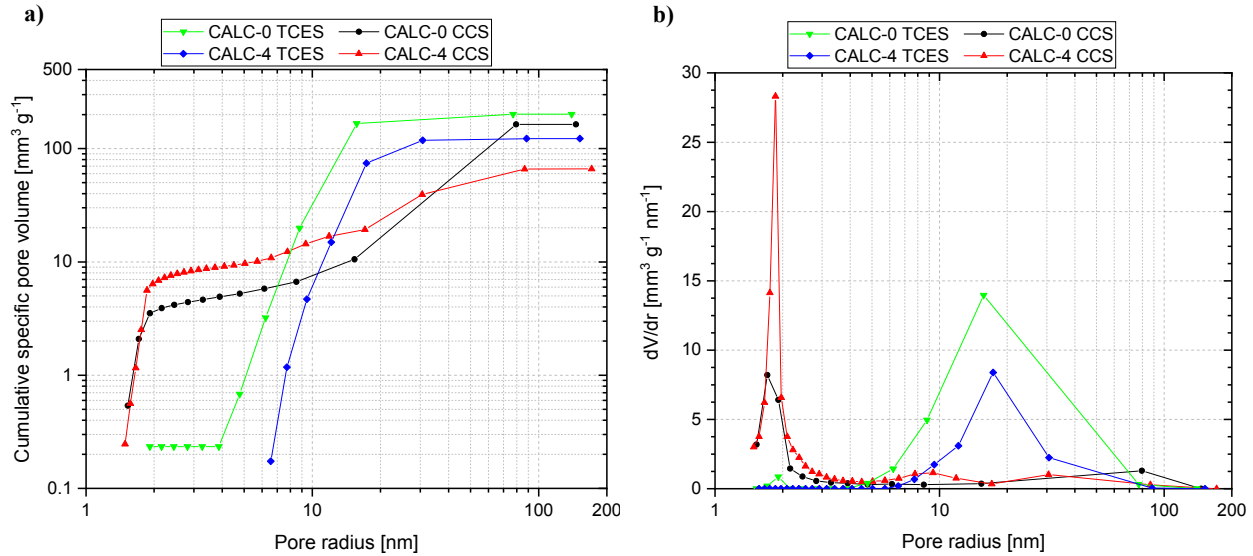 a)
CALC-0 TCES CALC-0 CCS
CALC-4 TCES CALC-4 CCS
500
100
10
1
0.1
Cumulative specific pore volume [mm³ g⁻¹]
1 10 100 200
Pore radius [nm]
b)
CALC-0 TCES CALC-0 CCS
CALC-4 TCES CALC-4 CCS
30
25
20
15
10
5
0
dV/dr [mm³ g⁻¹ nm⁻¹]
1 10 100 200
Pore radius [nm]